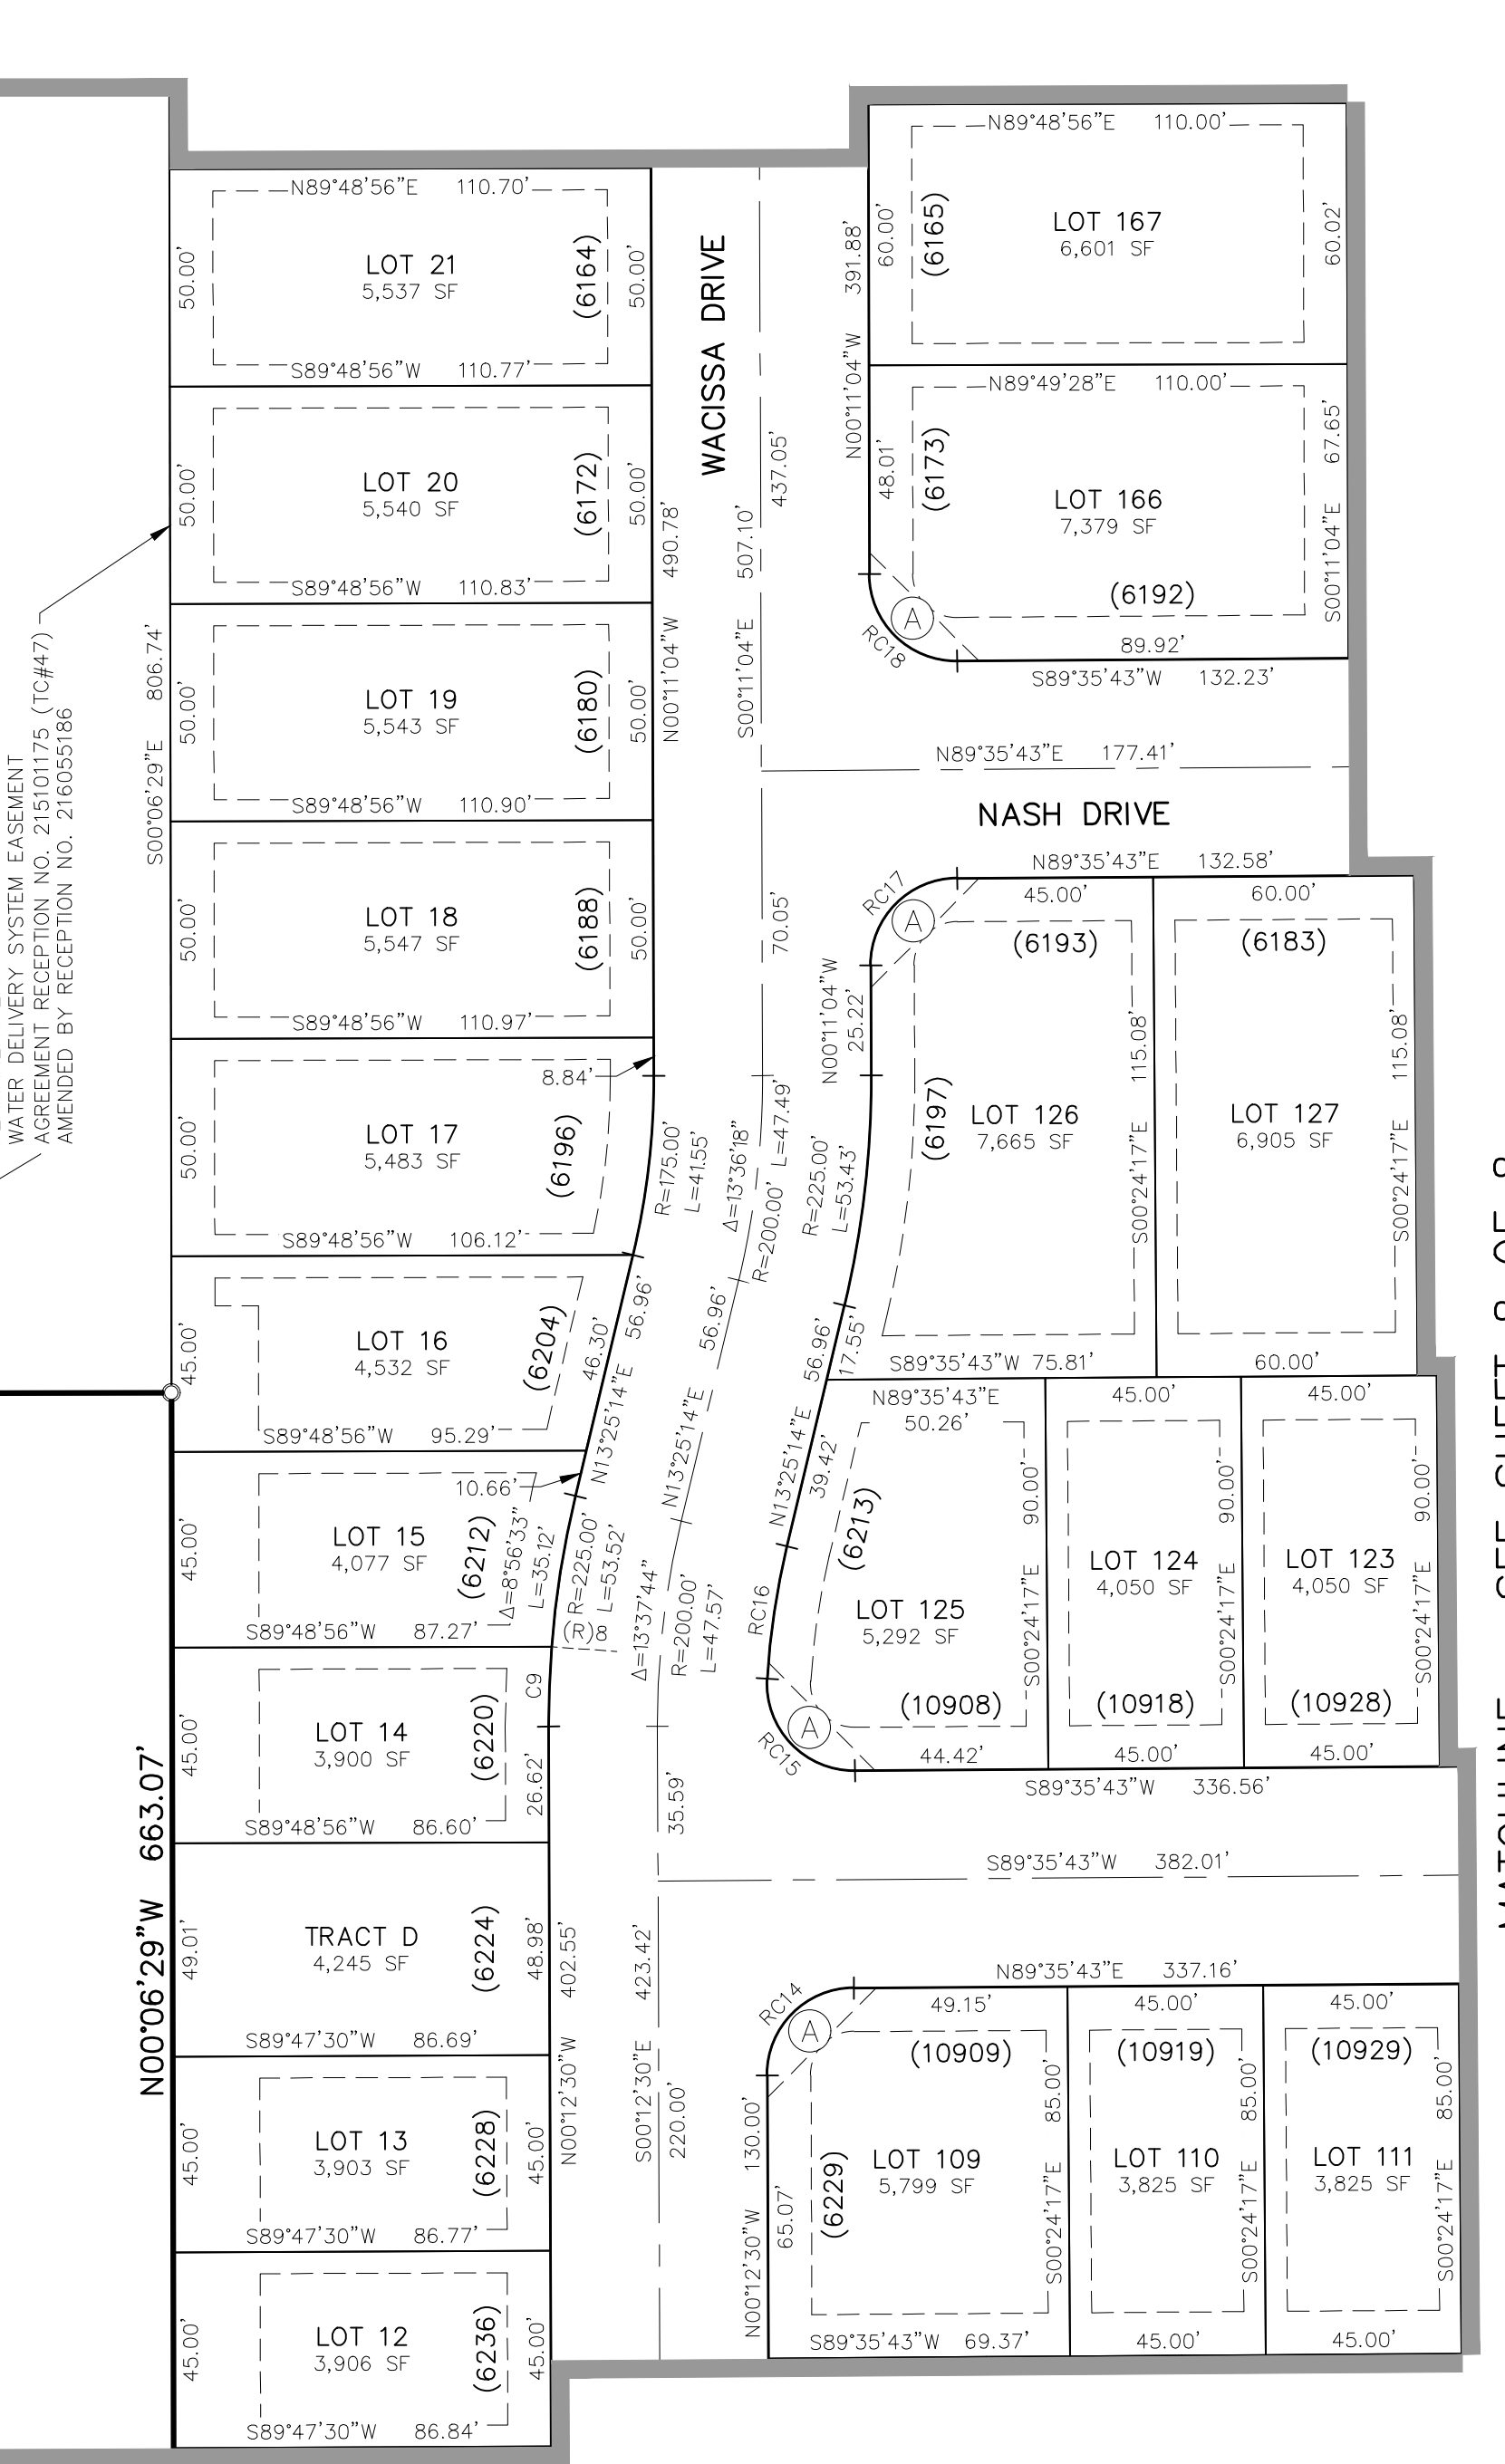 N89°48'56"E 110.70'
LOT 21
5,537 SF
(6164)
50.00'
50.00'
S89°48'56"W 110.77'
LOT 20
5,540 SF
(6172)
50.00'
50.00'
S89°48'56"W 110.83'
LOT 19
5,543 SF
(6180)
50.00'
50.00'
S89°48'56"W 110.90'
LOT 18
5,547 SF
(6188)
50.00'
50.00'
S89°48'56"W 110.97'
8.84'
LOT 17
5,483 SF
(6196)
50.00'
S89°48'56"W 106.12'
LOT 16
4,532 SF
(6204)
45.00'
46.30'
S89°48'56"W 95.29'
10.66'
LOT 15
4,077 SF
(6212)
45.00'
Δ=8°56'33"
L=35.12'
S89°48'56"W 87.27'
(R)8
LOT 14
3,900 SF
(6220)
45.00'
C9
26.62'
S89°48'56"W 86.60'
TRACT D
4,245 SF
(6224)
49.01'
48.98'
S89°47'30"W 86.69'
LOT 13
3,903 SF
(6228)
45.00'
45.00'
S89°47'30"W 86.77'
LOT 12
3,906 SF
(6236)
45.00'
45.00'
S89°47'30"W 86.84'
WATER DELIVERY SYSTEM EASEMENT
AGREEMENT RECEPTION NO. 215101175 (TC#47)
AMENDED BY RECEPTION NO. 216055186
S00°06'29"E 806.74'
N00°06'29"W 663.07'
WACISSA DRIVE
N00°11'04"W 490.78'
S00°11'04"E 507.10'
437.05'
70.05'
R=175.00'
L=41.55'
Δ=13°36'18"
R=200.00' L=47.49'
R=225.00'
L=53.43'
N13°25'14"E 56.96'
N13°25'14"E 56.96'
N13°25'14"E 56.96'
17.55'
39.42'
R=225.00'
L=53.52'
Δ=13°37'44"
R=200.00'
L=47.57'
35.59'
N00°12'30"W 402.55'
S00°12'30"E 423.42'
220.00'
N89°48'56"E 110.00'
LOT 167
6,601 SF
(6165)
60.00'
60.02'
N00°11'04"W 391.88'
N89°49'28"E 110.00'
LOT 166
7,379 SF
(6173)
(6192)
48.01'
S00°11'04"E 67.65'
A
RC18
89.92'
S89°35'43"W 132.23'
N89°35'43"E 177.41'
NASH DRIVE
N89°35'43"E 132.58'
RC17
A
45.00'
60.00'
(6193)
(6183)
N00°11'04"W
25.22'
(6197)
LOT 126
7,665 SF
S00°24'17"E 115.08'
LOT 127
6,905 SF
S00°24'17"E 115.08'
S89°35'43"W 75.81'
60.00'
N89°35'43"E
50.26'
45.00'
45.00'
(6213)
LOT 125
5,292 SF
S00°24'17"E 90.00'
LOT 124
4,050 SF
S00°24'17"E 90.00'
LOT 123
4,050 SF
S00°24'17"E 90.00'
RC16
(10908)
(10918)
(10928)
A
RC15
44.42'
45.00'
45.00'
S89°35'43"W 336.56'
S89°35'43"W 382.01'
N89°35'43"E 337.16'
RC14
A
49.15'
45.00'
45.00'
(10909)
(10919)
(10929)
N00°12'30"W 130.00'
65.07'
(6229)
LOT 109
5,799 SF
S00°24'17"E 85.00'
LOT 110
3,825 SF
S00°24'17"E 85.00'
LOT 111
3,825 SF
S00°24'17"E 85.00'
S89°35'43"W 69.37'
45.00'
45.00'